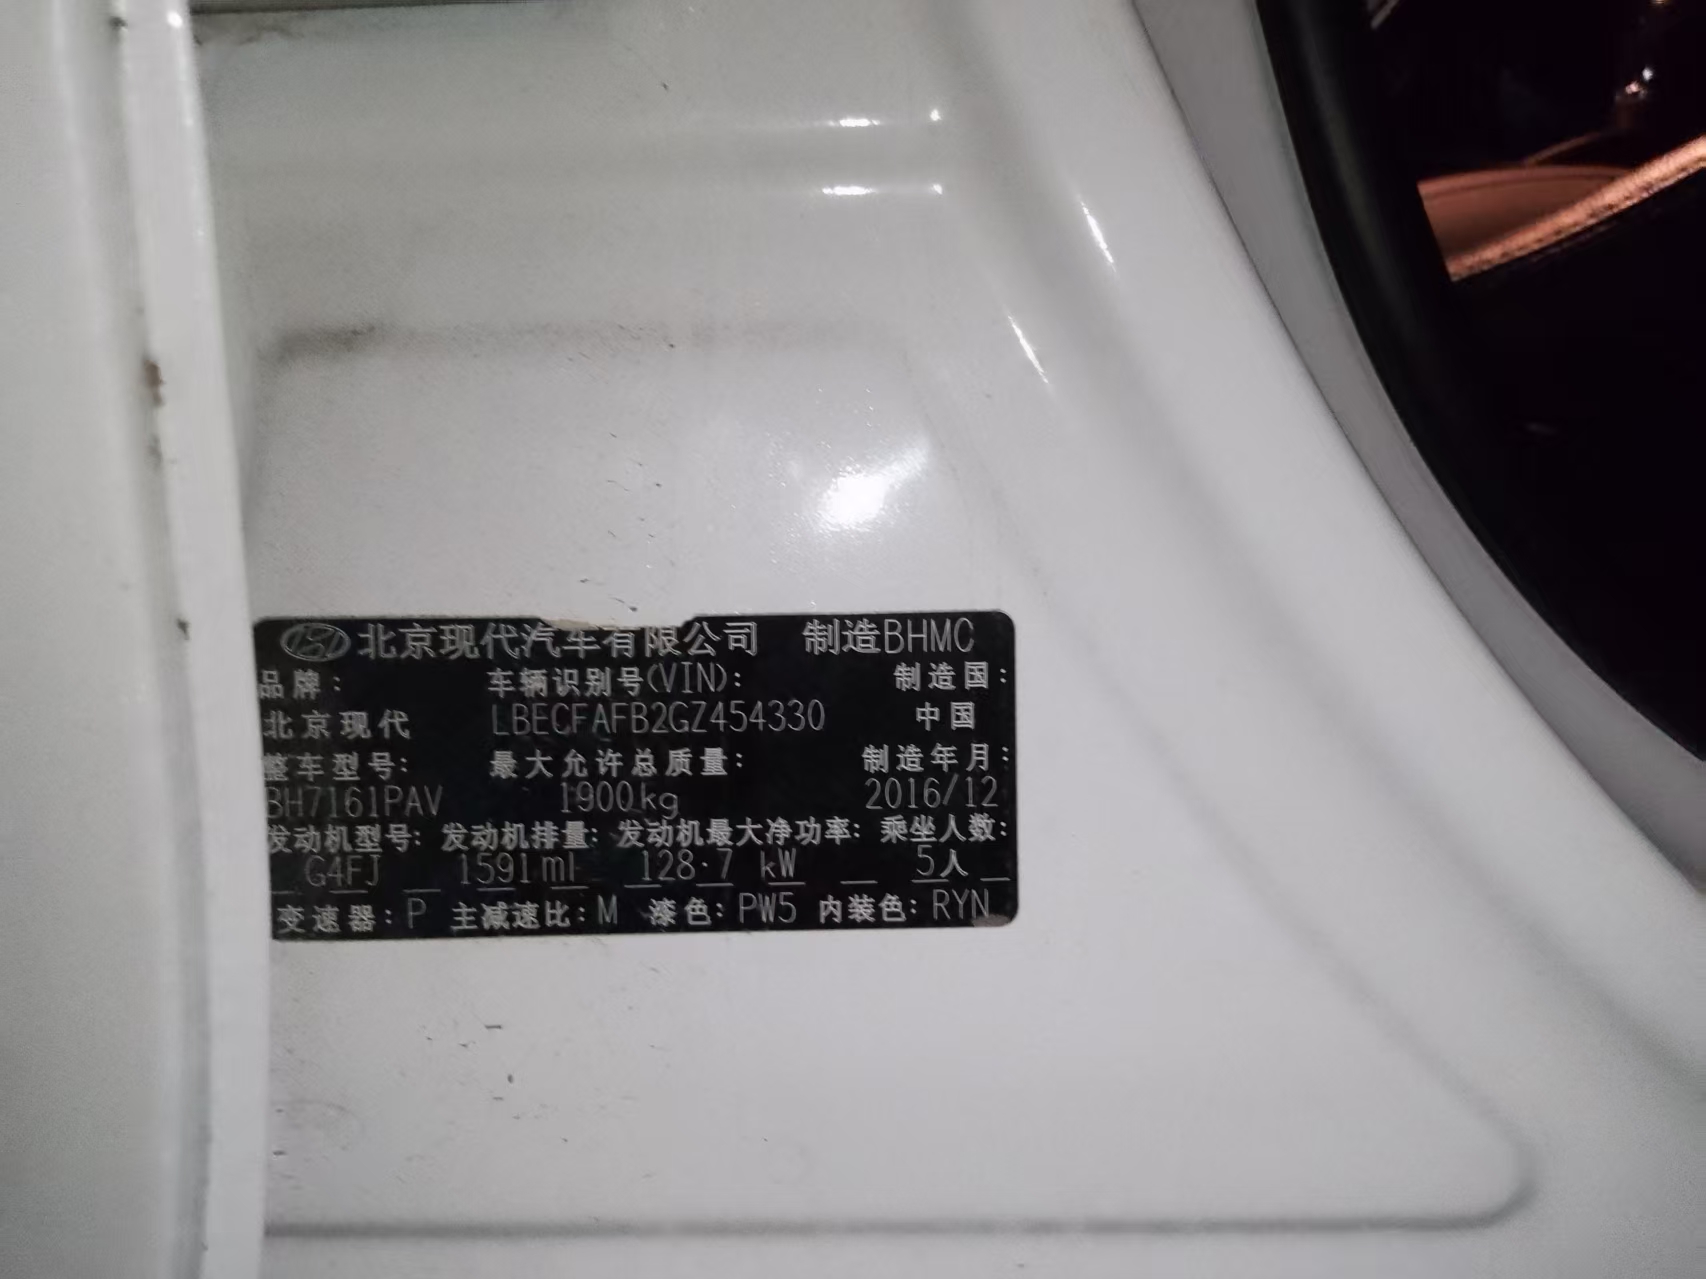 北京现代汽车有限公司 制造BHMC
品牌: 车辆识别号(VIN): 制造国:
北京现代 LBECFAFB2GZ454330 中国
整车型号: 最大允许总质量: 制造年月:
BH7161PAV 1900kg 2016/12
发动机型号: 发动机排量: 发动机最大净功率: 乘坐人数:
G4FJ 1591ml 128.7 kW 5人
变速器: P 主减速比: M 漆色: PW5 内装色: RYN